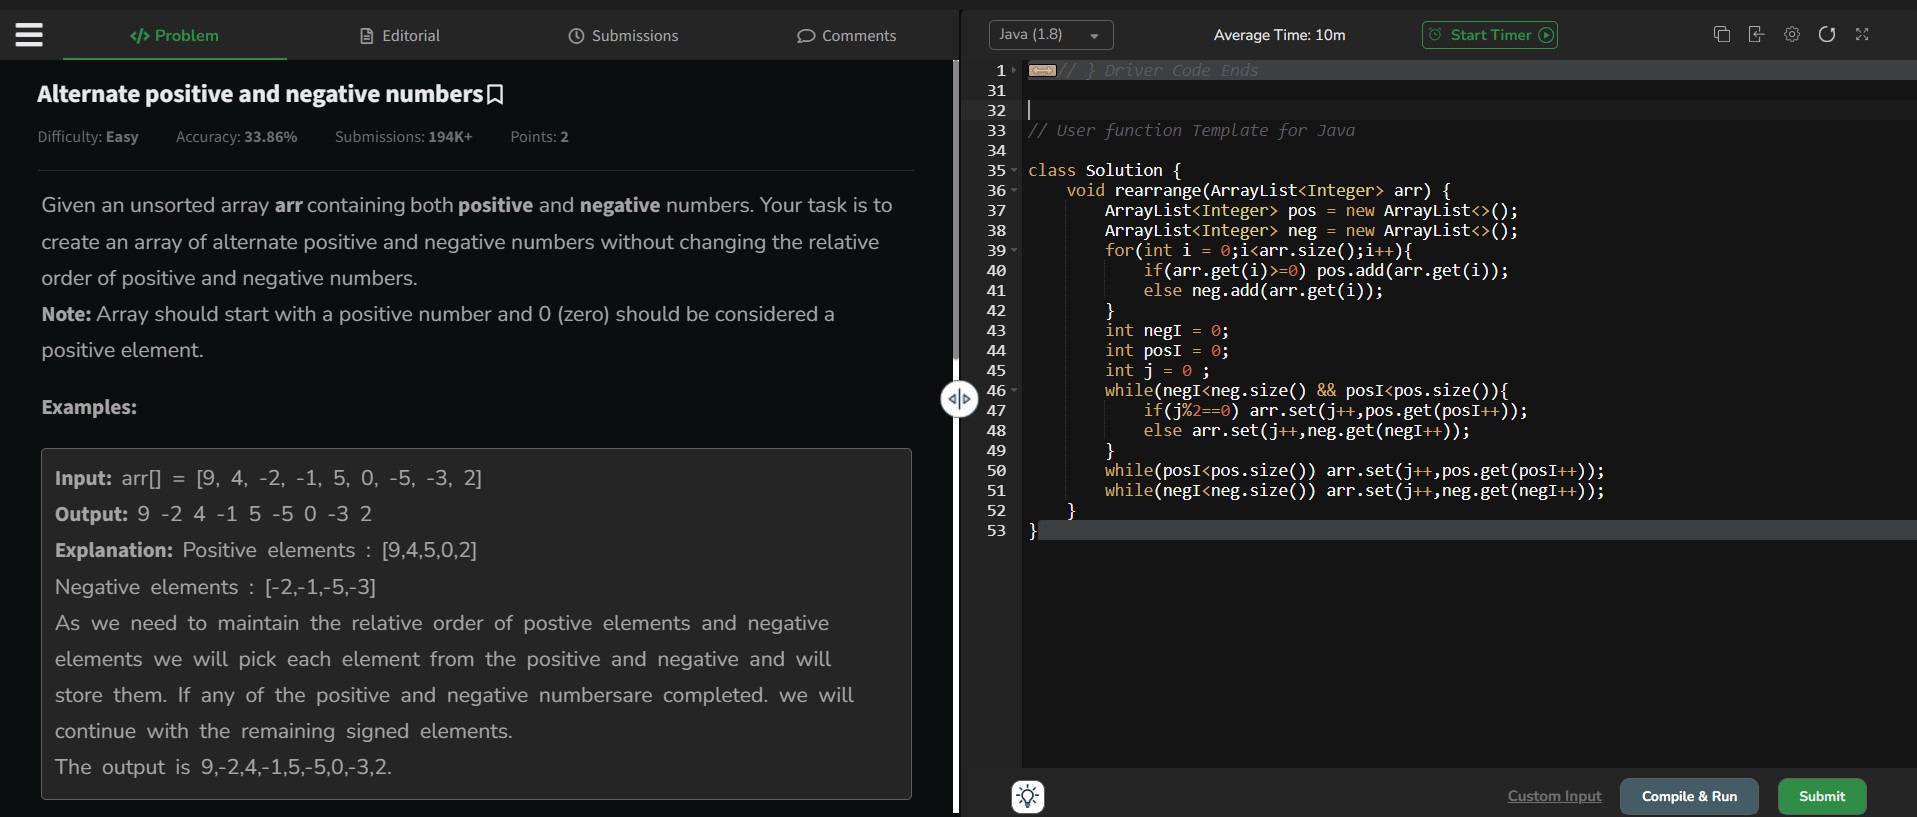 </> Problem
Editorial
Submissions
Comments
Alternate positive and negative numbers
Difficulty: Easy Accuracy: 33.86% Submissions: 194K+ Points: 2
Given an unsorted array arr containing both positive and negative numbers. Your task is to
create an array of alternate positive and negative numbers without changing the relative
order of positive and negative numbers.
Note: Array should start with a positive number and 0 (zero) should be considered a
positive element.
Examples:
Input: arr[] = [9, 4, -2, -1, 5, 0, -5, -3, 2]
Output: 9 -2 4 -1 5 -5 0 -3 2
Explanation: Positive elements : [9,4,5,0,2]
Negative elements : [-2,-1,-5,-3]
As we need to maintain the relative order of postive elements and negative
elements we will pick each element from the positive and negative and will
store them. If any of the positive and negative numbersare completed. we will
continue with the remaining signed elements.
The output is 9,-2,4,-1,5,-5,0,-3,2.
Java (1.8)
Average Time: 10m
Start Timer
1 // } Driver Code Ends
31
32
33 // User function Template for Java
34
35 class Solution {
36 void rearrange(ArrayList<Integer> arr) {
37 ArrayList<Integer> pos = new ArrayList<>();
38 ArrayList<Integer> neg = new ArrayList<>();
39 for(int i = 0;i<arr.size();i++){
40 if(arr.get(i)>=0) pos.add(arr.get(i));
41 else neg.add(arr.get(i));
42 }
43 int negI = 0;
44 int posI = 0;
45 int j = 0 ;
46 while(negI<neg.size() && posI<pos.size()){
47 if(j%2==0) arr.set(j++,pos.get(posI++));
48 else arr.set(j++,neg.get(negI++));
49 }
50 while(posI<pos.size()) arr.set(j++,pos.get(posI++));
51 while(negI<neg.size()) arr.set(j++,neg.get(negI++));
52 }
53 }
Custom Input
Compile & Run
Submit